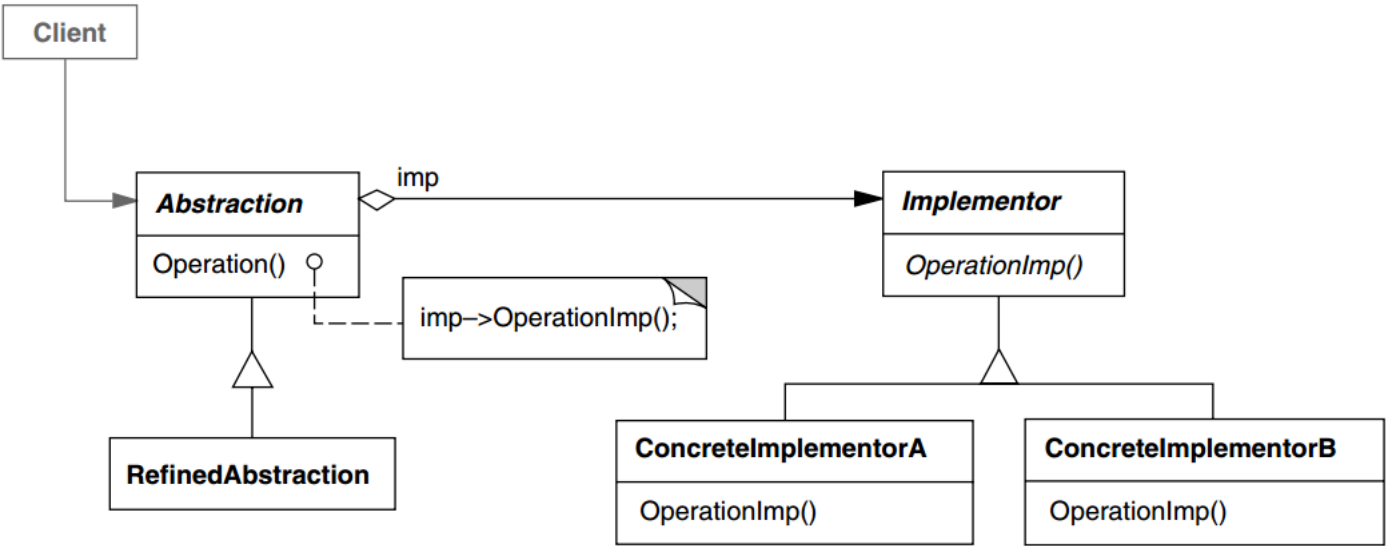 Client
imp
Abstraction
Implementor
Operation()
OperationImp()
imp–>OperationImp();
RefinedAbstraction
ConcreteImplementorA
ConcreteImplementorB
OperationImp()
OperationImp()